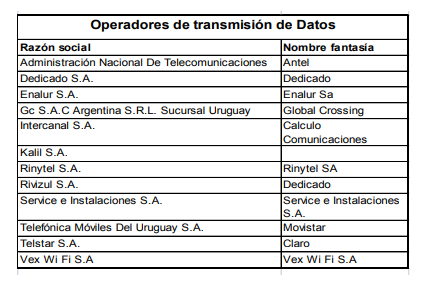 Operadores de transmisión de Datos
Razón social Nombre fantasía
Administración Nacional De Telecomunicaciones Antel
Dedicado S.A. Dedicado
Enalur S.A. Enalur Sa
Gc S.A.C Argentina S.R.L. Sucursal Uruguay Global Crossing
Intercanal S.A. Calculo
Comunicaciones
Kalil S.A.
Rinytel S.A. Rinytel SA
Rivizul S.A. Dedicado
Service e Instalaciones S.A. Service e Instalaciones
S.A.
Telefónica Móviles Del Uruguay S.A. Movistar
Telstar S.A. Claro
Vex Wi Fi S.A Vex Wi Fi S.A